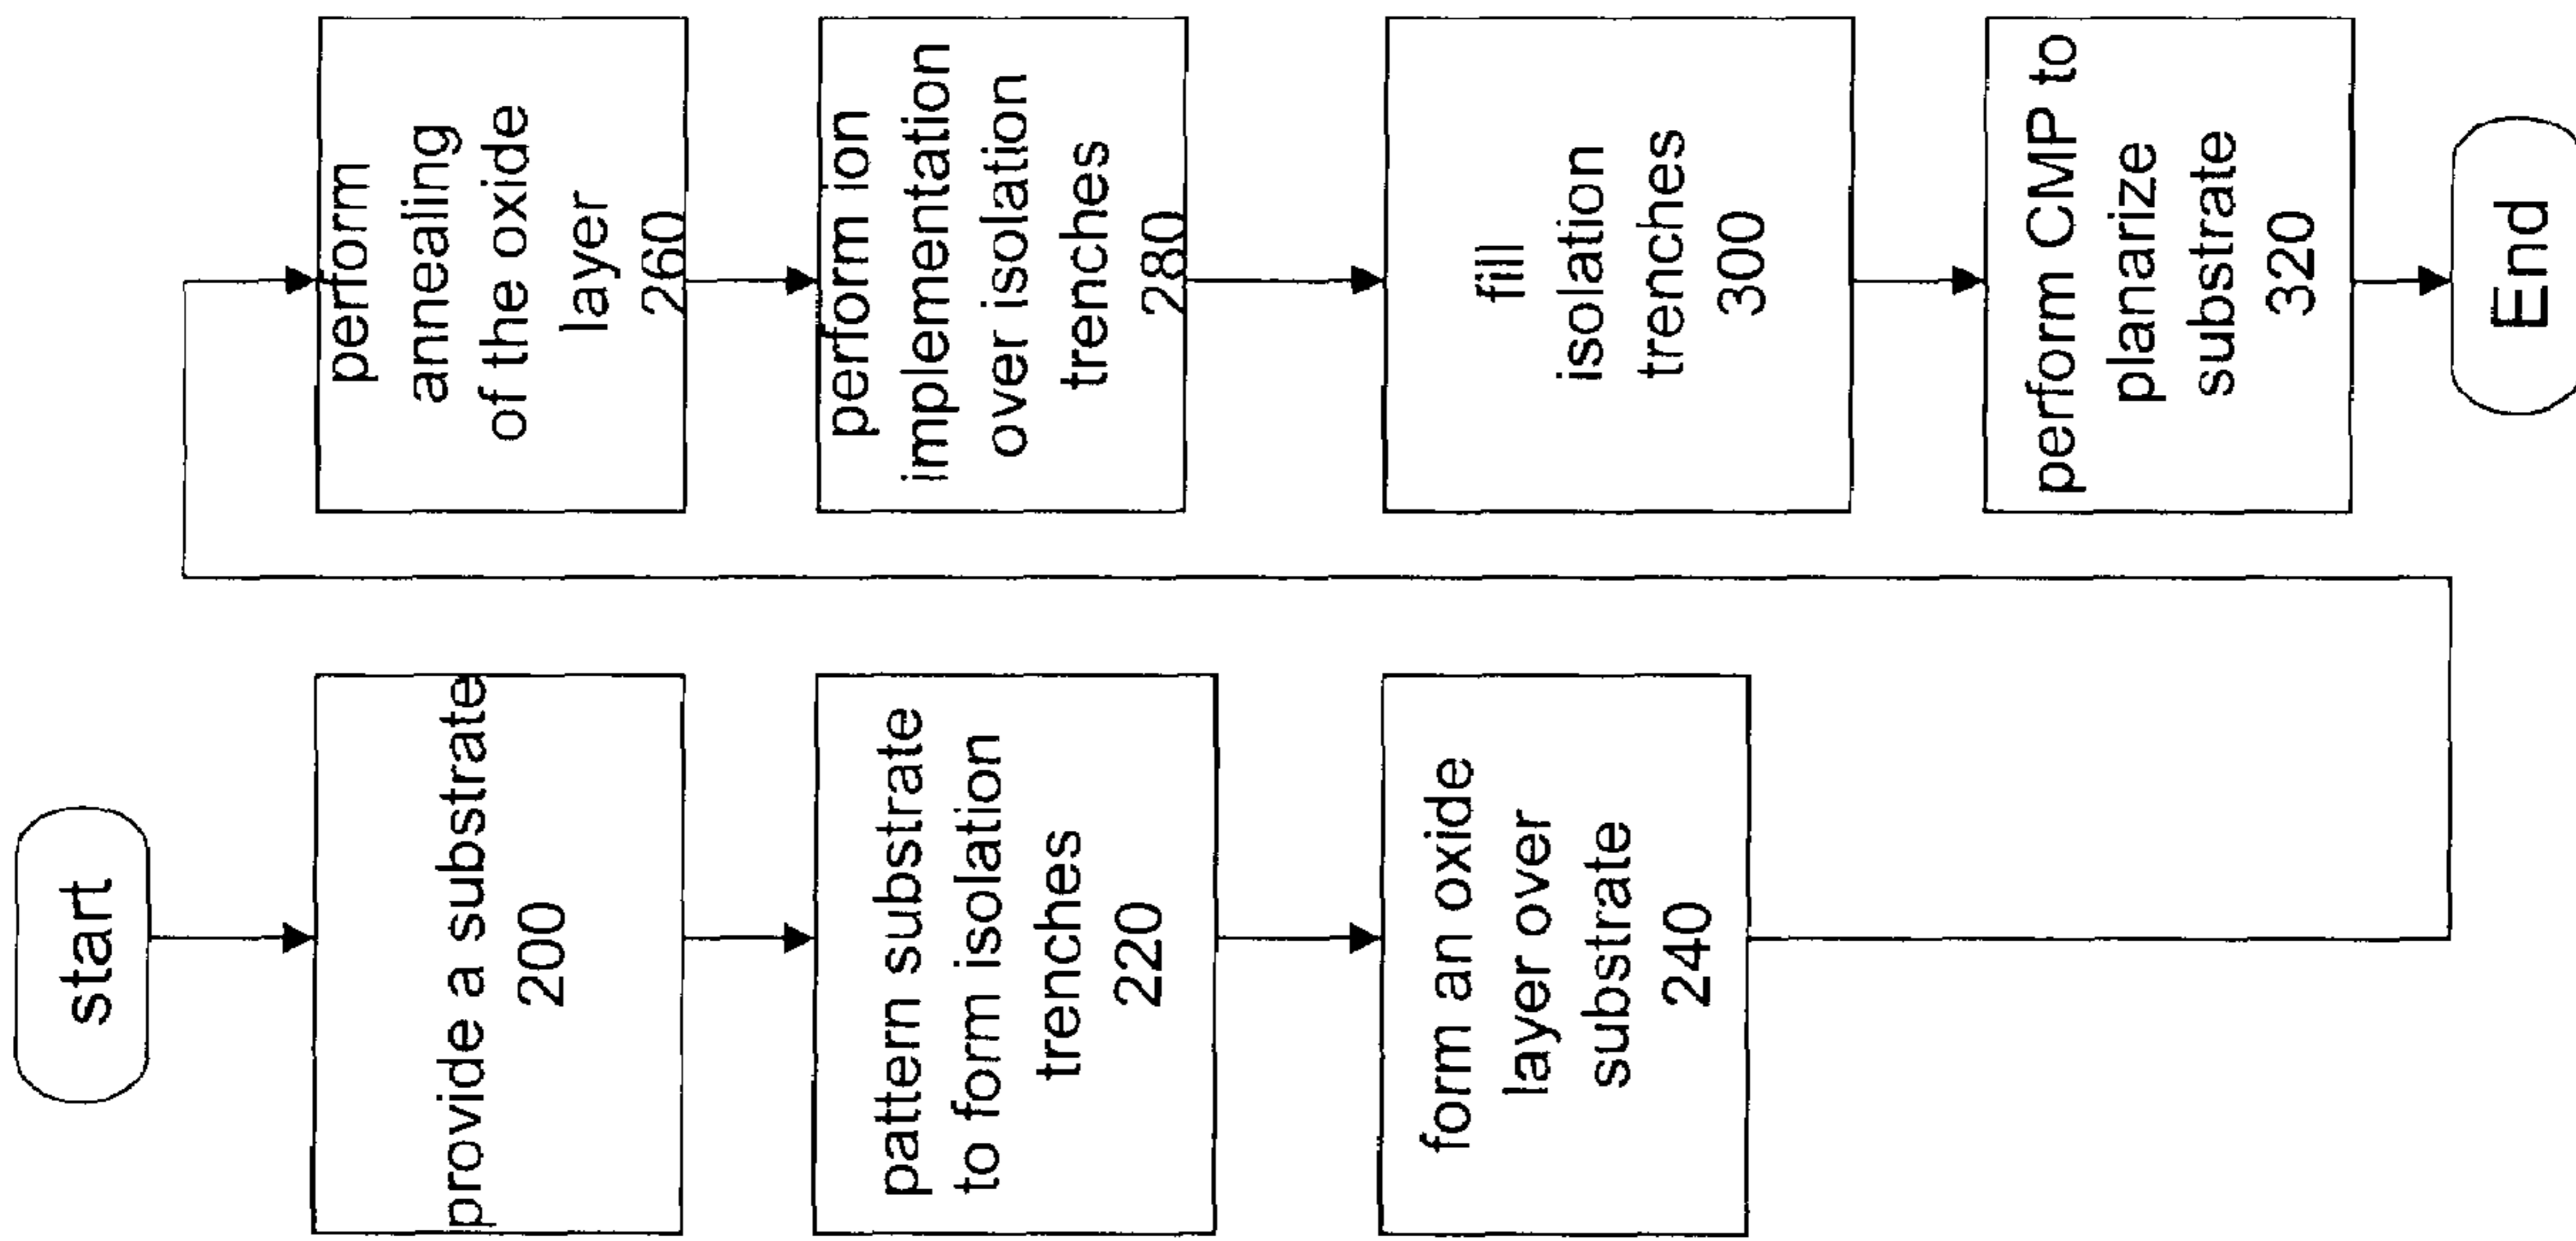 start
provide a substrate
200
pattern substrate
to form isolation
trenches
220
form an oxide
layer over
substrate
240
perform
annealing
of the oxide
layer
260
perform ion
implementation
over isolation
trenches
280
fill
isolation
trenches
300
perform CMP to
planarize
substrate
320
End